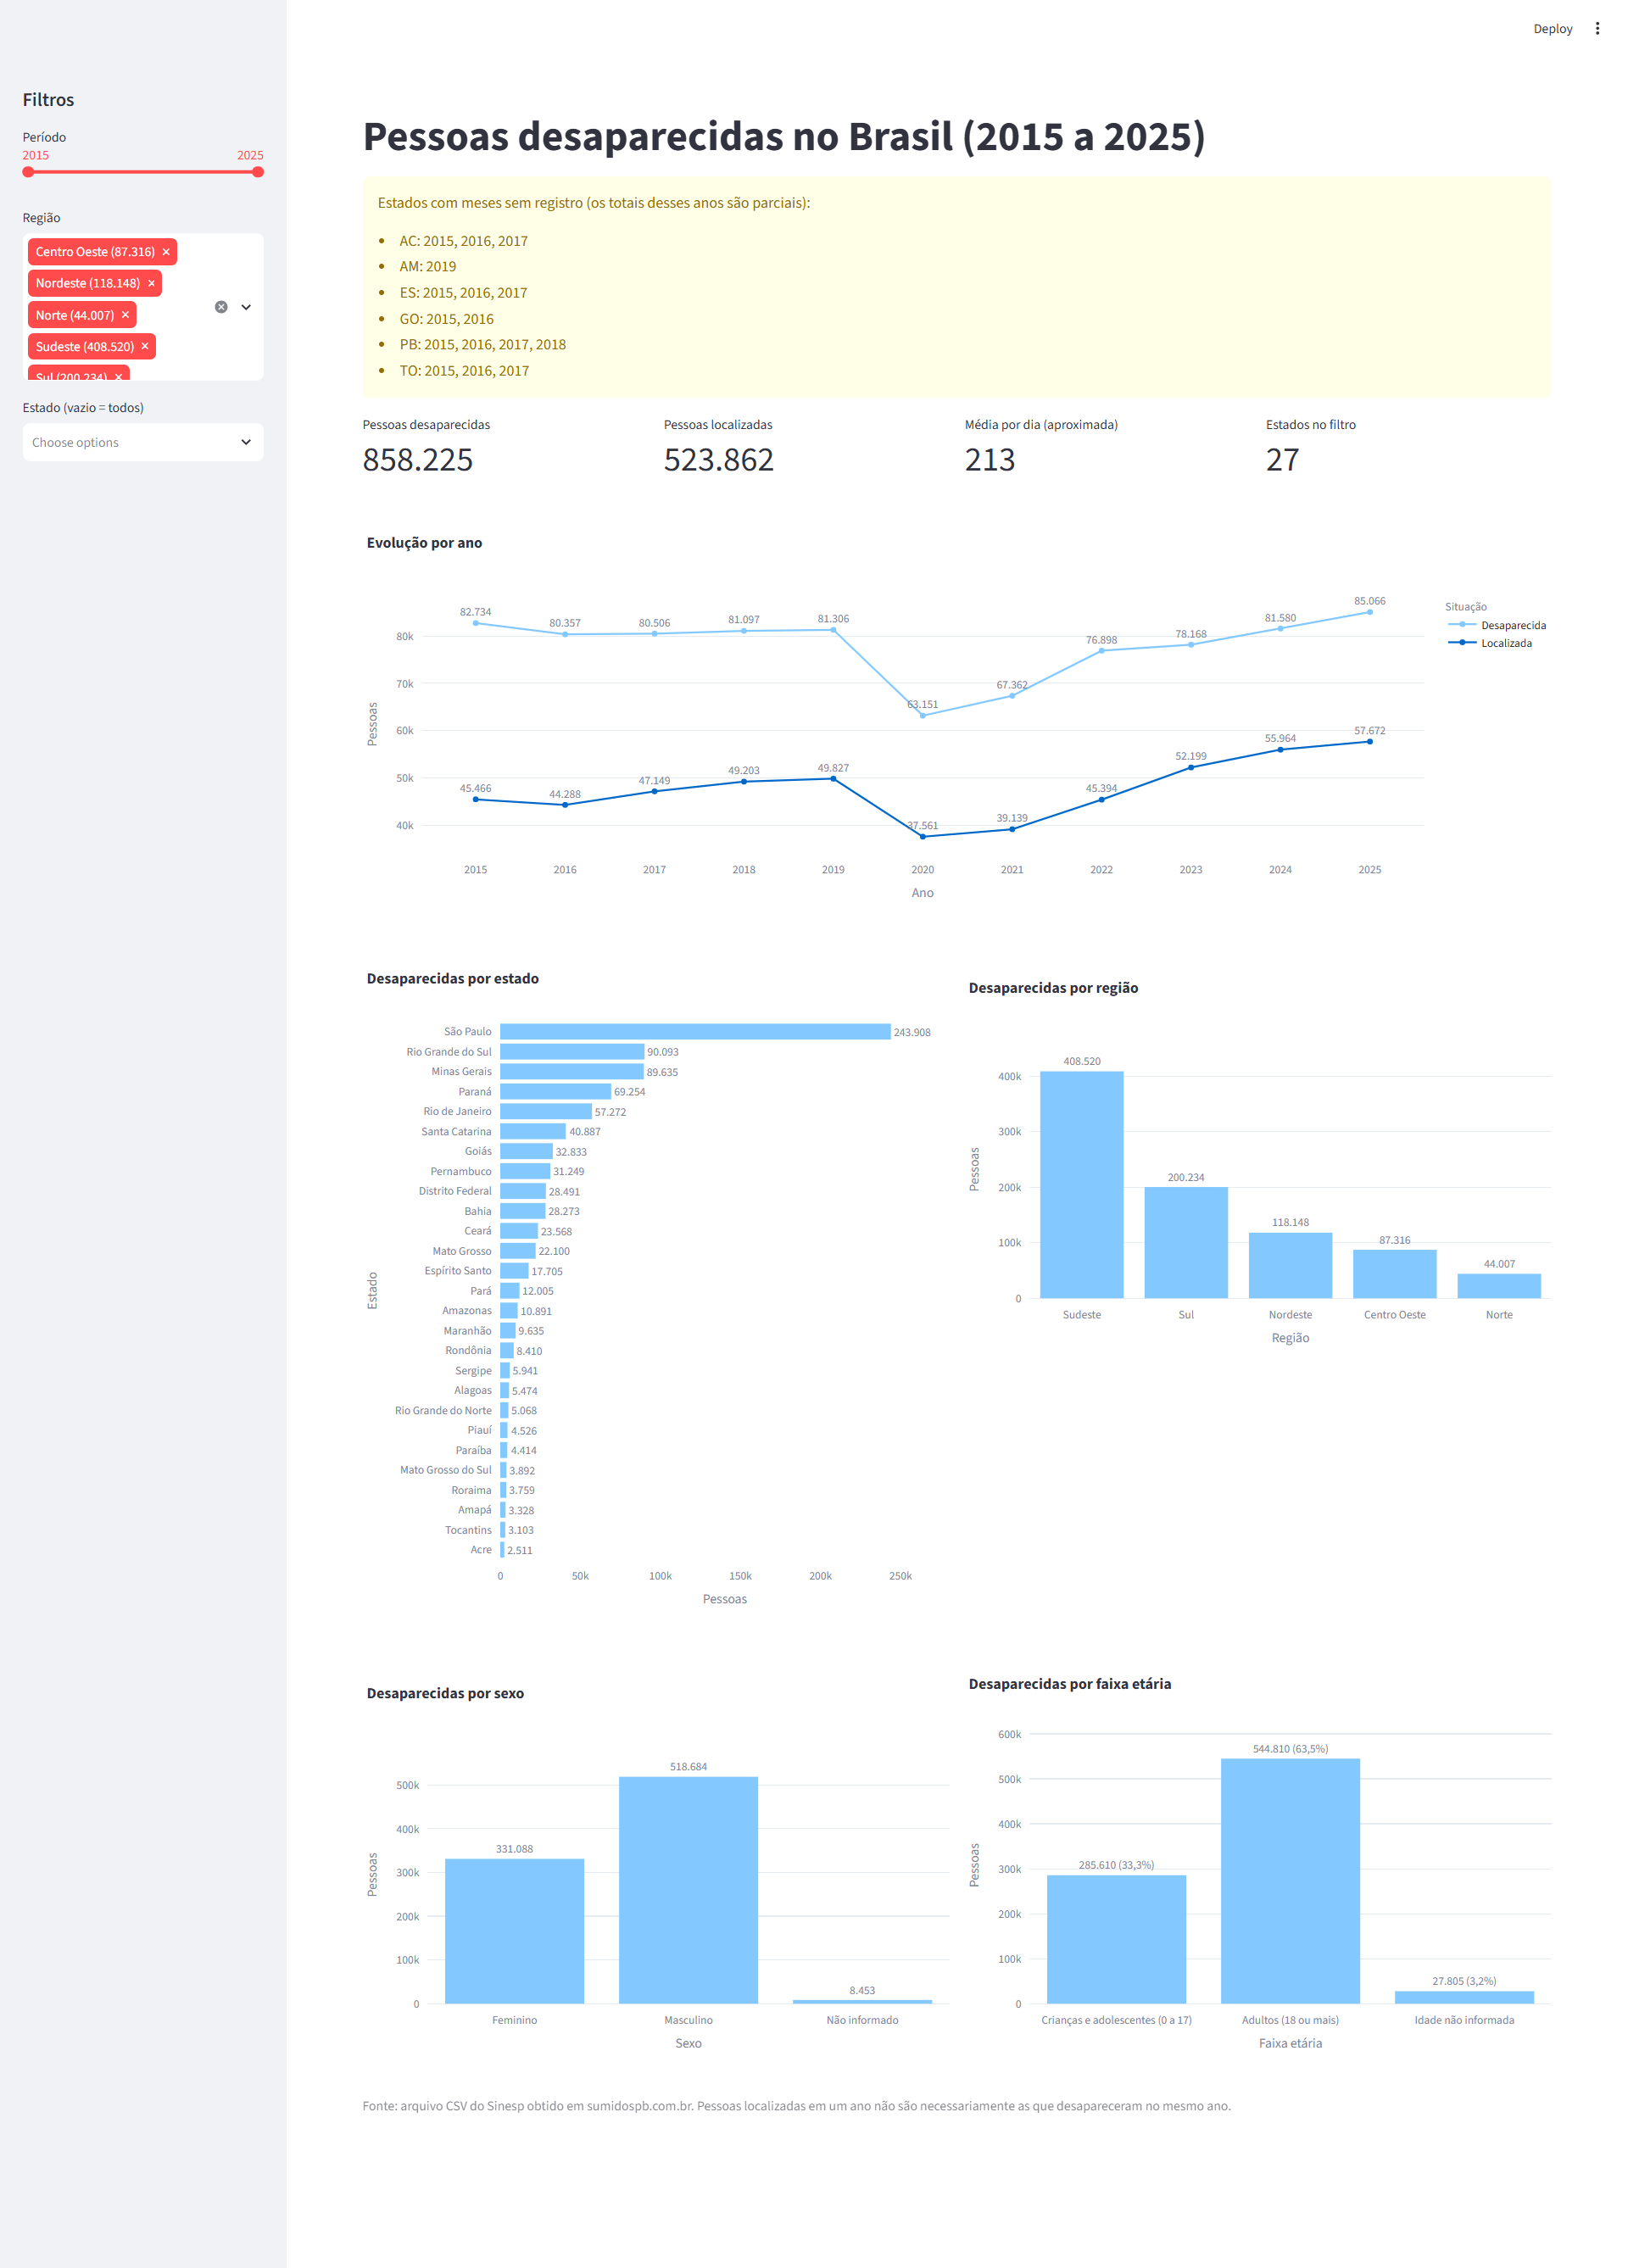 Deploy
Filtros
Período
2015 2025
Região
Centro Oeste (87.316) ×
Nordeste (118.148) ×
Norte (44.007) ×
Sudeste (408.520) ×
Sul (200.234) ×
Estado (vazio = todos)
Choose options
Pessoas desaparecidas no Brasil (2015 a 2025)
Estados com meses sem registro (os totais desses anos são parciais):
• AC: 2015, 2016, 2017
• AM: 2019
• ES: 2015, 2016, 2017
• GO: 2015, 2016
• PB: 2015, 2016, 2017, 2018
• TO: 2015, 2016, 2017
Pessoas desaparecidas
858.225
Pessoas localizadas
523.862
Média por dia (aproximada)
213
Estados no filtro
27
Evolução por ano
Situação
Desaparecida
Localizada
82.734 80.357 80.506 81.097 81.306 63.151 67.362 76.898 78.168 81.580 85.066
45.466 44.288 47.149 49.203 49.827 37.561 39.139 45.394 52.199 55.964 57.672
80k
70k
60k
50k
40k
Pessoas
2015 2016 2017 2018 2019 2020 2021 2022 2023 2024 2025
Ano
Desaparecidas por estado
Estado
São Paulo 243.908
Rio Grande do Sul 90.093
Minas Gerais 89.635
Paraná 69.254
Rio de Janeiro 57.272
Santa Catarina 40.887
Goiás 32.833
Pernambuco 31.249
Distrito Federal 28.491
Bahia 28.273
Ceará 23.568
Mato Grosso 22.100
Espírito Santo 17.705
Pará 12.005
Amazonas 10.891
Maranhão 9.635
Rondônia 8.410
Sergipe 5.941
Alagoas 5.474
Rio Grande do Norte 5.068
Piauí 4.526
Paraíba 4.414
Mato Grosso do Sul 3.892
Roraima 3.759
Amapá 3.328
Tocantins 3.103
Acre 2.511
0 50k 100k 150k 200k 250k
Pessoas
Desaparecidas por região
408.520 200.234 118.148 87.316 44.007
400k
300k
200k
100k
0
Pessoas
Sudeste Sul Nordeste Centro Oeste Norte
Região
Desaparecidas por sexo
331.088 518.684 8.453
500k
400k
300k
200k
100k
0
Pessoas
Feminino Masculino Não informado
Sexo
Desaparecidas por faixa etária
285.610 (33,3%) 544.810 (63,5%) 27.805 (3,2%)
600k
500k
400k
300k
200k
100k
0
Pessoas
Crianças e adolescentes (0 a 17) Adultos (18 ou mais) Idade não informada
Faixa etária
Fonte: arquivo CSV do Sinesp obtido em sumidospb.com.br. Pessoas localizadas em um ano não são necessariamente as que desapareceram no mesmo ano.